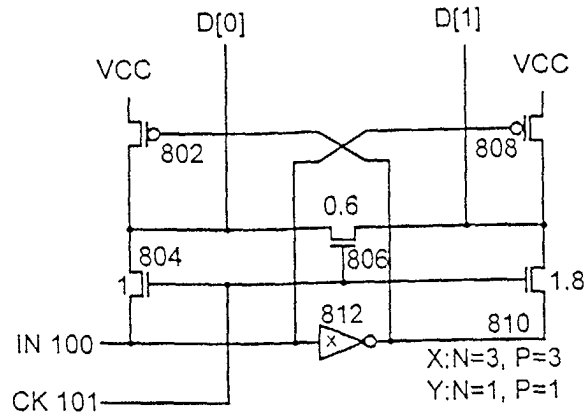 D[0]
D[1]
VCC
VCC
802
808
0.6
804
806
1
1.8
812
X
810
IN 100
X:N=3, P=3
Y:N=1, P=1
CK 101